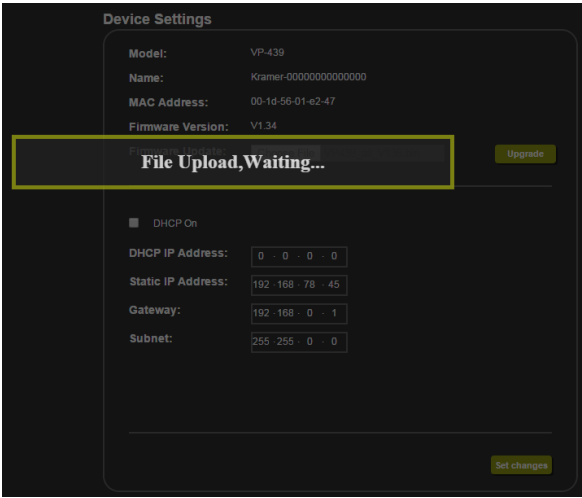 Device Settings
Model: VP-439
Name: Kramer-00000000000000
MAC Address: 00-1d-56-01-e2-47
Firmware Version: V1.34
Firmware Update:
Upgrade
File Upload,Waiting...
DHCP On
DHCP IP Address: 0 · 0 · 0 · 0
Static IP Address: 192 ·168 · 78 · 45
Gateway: 192 ·168 · 0 · 1
Subnet: 255 ·255 · 0 · 0
Set changes